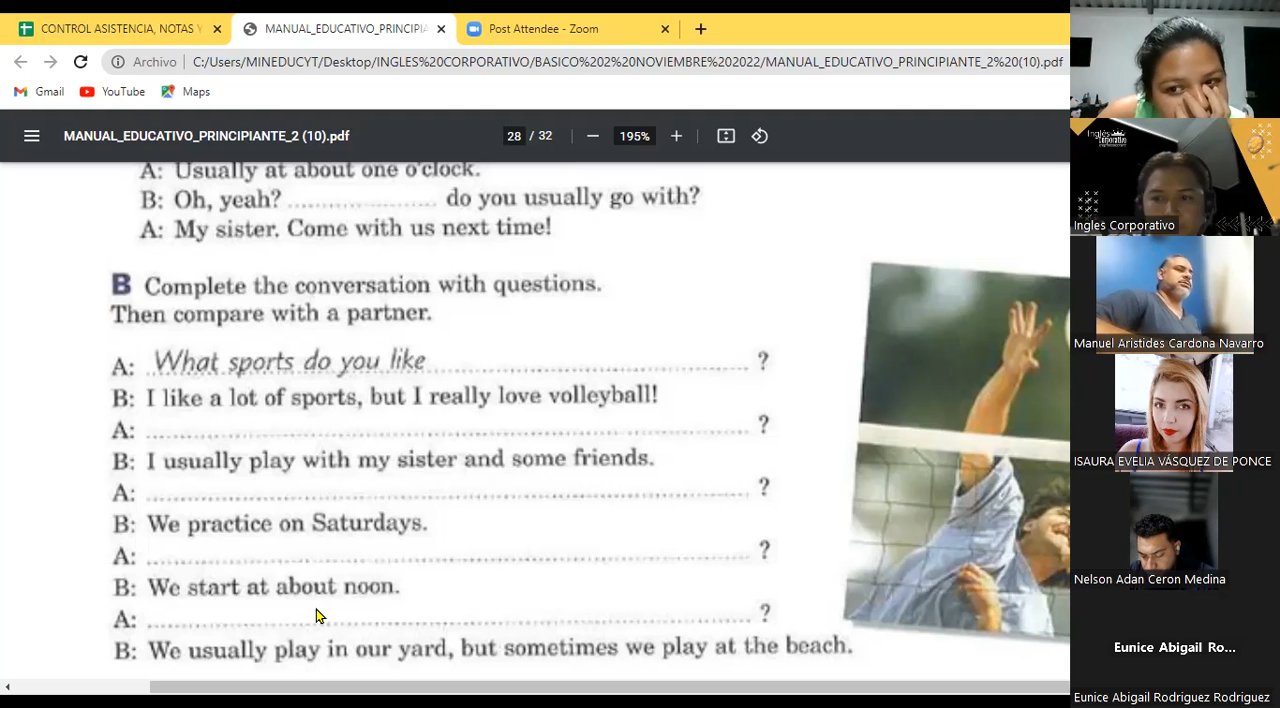 CONTROL ASISTENCIA, NOTAS Y
MANUAL_EDUCATIVO_PRINCIPIA
Post Attendee - Zoom
Archivo
C:/Users/MINEDUCYT/Desktop/INGLES%20CORPORATIVO/BASICO%202%20NOVIEMBRE%202022/MANUAL_EDUCATIVO_PRINCIPIANTE_2%20(10).pdf
Gmail YouTube Maps
MANUAL_EDUCATIVO_PRINCIPIANTE_2 (10).pdf
28 / 32
195%
A: Usually at about one o'clock.
B: Oh, yeah? .................... do you usually go with?
A: My sister. Come with us next time!
B Complete the conversation with questions.
Then compare with a partner.
A: What sports do you like ?
B: I like a lot of sports, but I really love volleyball!
A: ?
B: I usually play with my sister and some friends.
A: ?
B: We practice on Saturdays.
A: ?
B: We start at about noon.
A: ?
B: We usually play in our yard, but sometimes we play at the beach.
Inglés
Corporativo
Ingles Corporativo
Manuel Aristides Cardona Navarro
ISAURA EVELIA VÁSQUEZ DE PONCE
Nelson Adan Ceron Medina
Eunice Abigail Ro...
Eunice Abigail Rodriguez Rodriguez